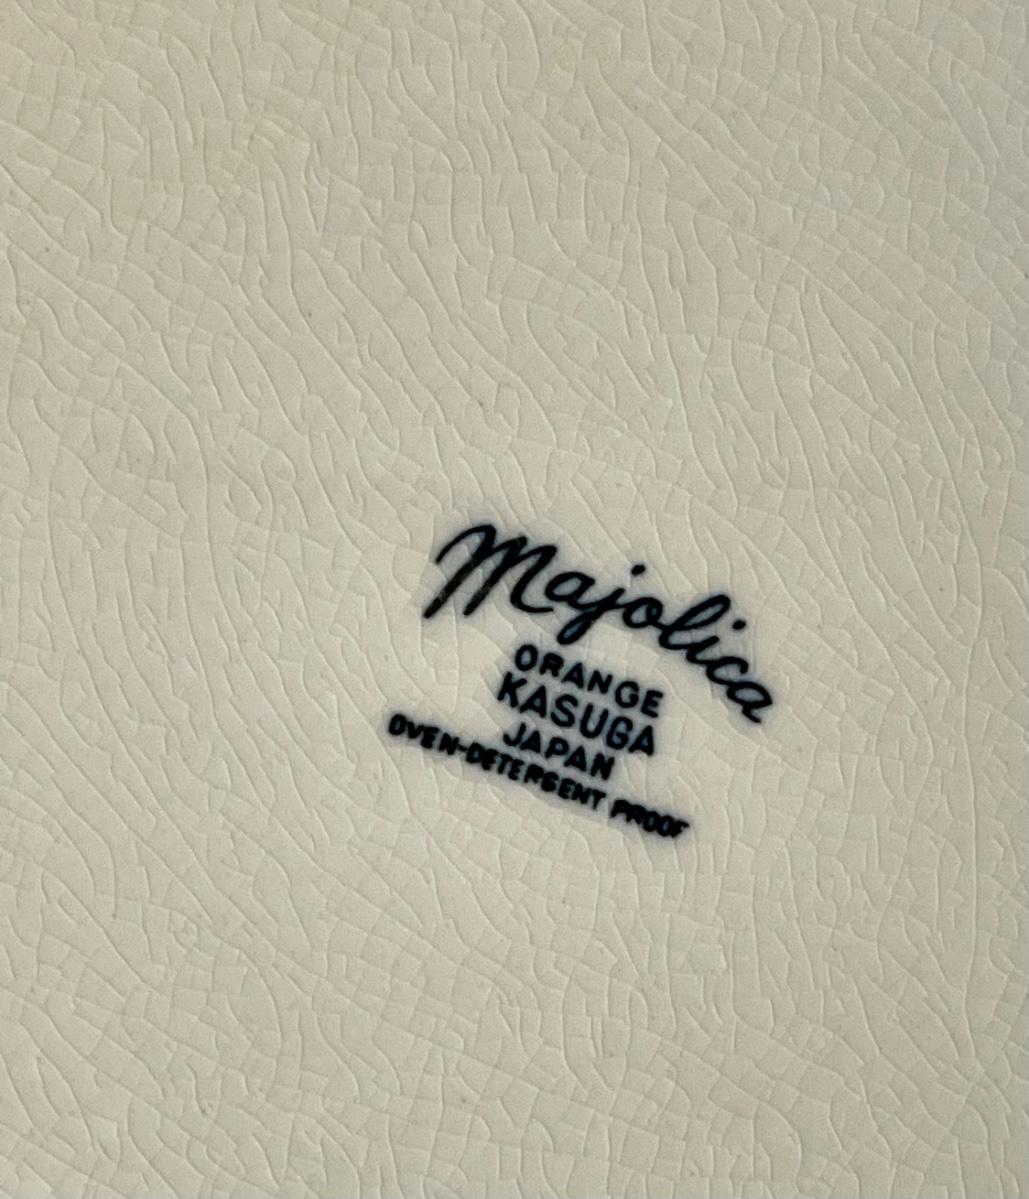 Majolica
ORANGE
KASUGA
JAPAN
OVEN-DETERGENT PROOF